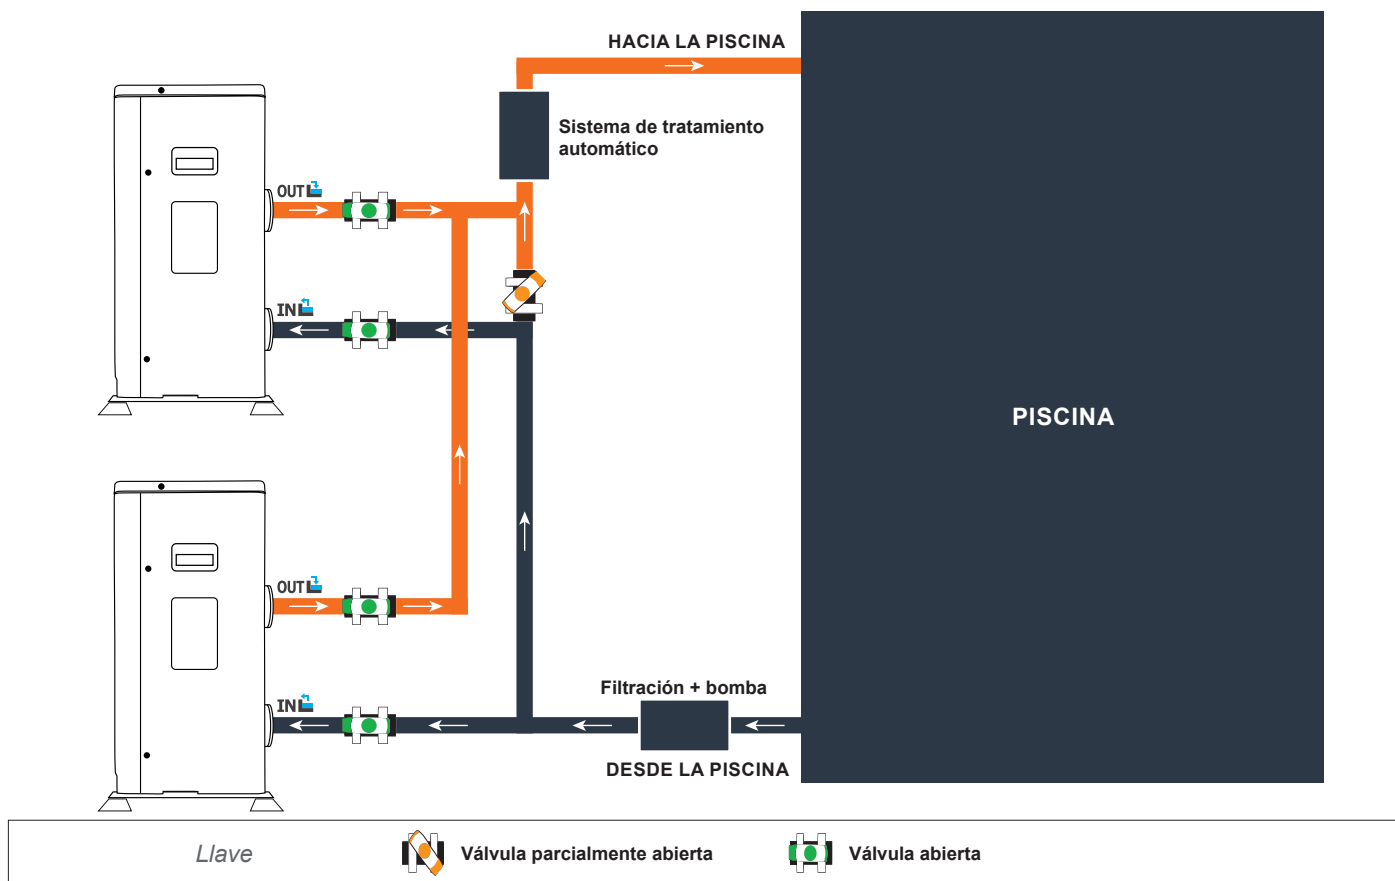 HACIA LA PISCINA
Sistema de tratamiento
automático
OUT
IN
PISCINA
OUT
IN
Filtración + bomba
DESDE LA PISCINA
Llave
Válvula parcialmente abierta
Válvula abierta